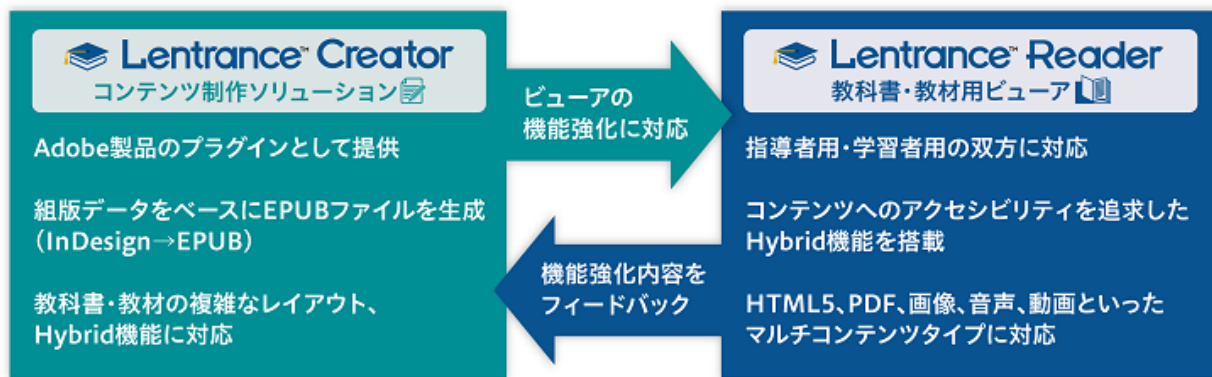 Lentrance™ Creator
コンテンツ制作ソリューション
Adobe製品のプラグインとして提供
組版データをベースにEPUBファイルを生成
(InDesign→EPUB)
教科書・教材の複雑なレイアウト、
Hybrid機能に対応
ビューアの
機能強化に対応
機能強化内容を
フィードバック
Lentrance™ Reader
教科書・教材用ビューア
指導者用・学習者用の双方に対応
コンテンツへのアクセシビリティを追求した
Hybrid機能を搭載
HTML5、PDF、画像、音声、動画といった
マルチコンテンツタイプに対応